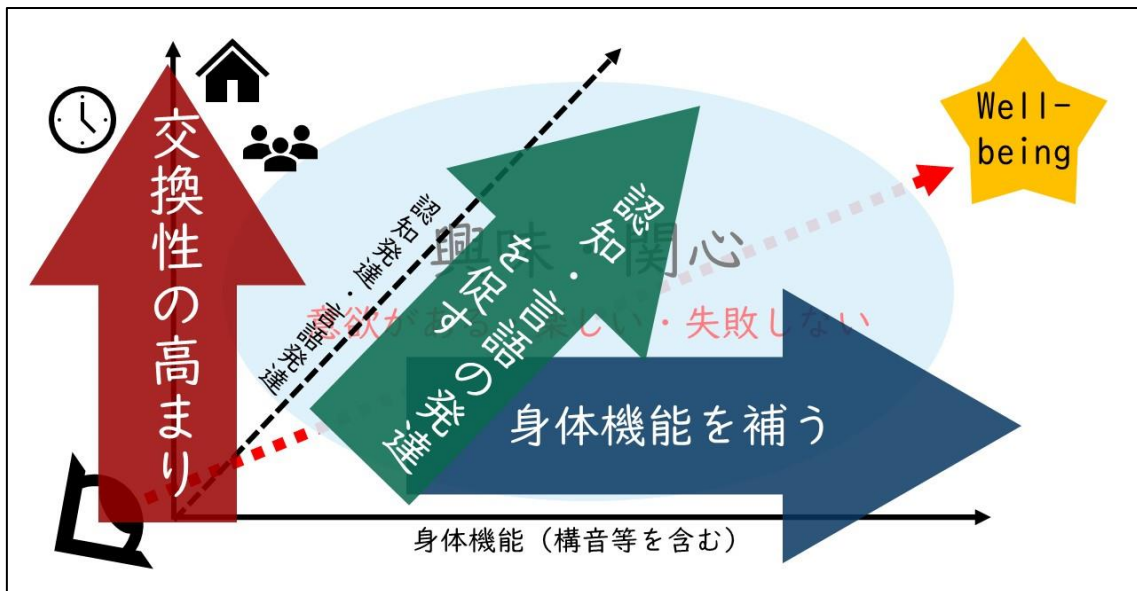 交換性の高まり
Well-
being
認知発達・言語発達
認知・言語の発達
を促す
興味・関心
意欲がある・楽しい・失敗しない
身体機能を補う
身体機能（構音等を含む）